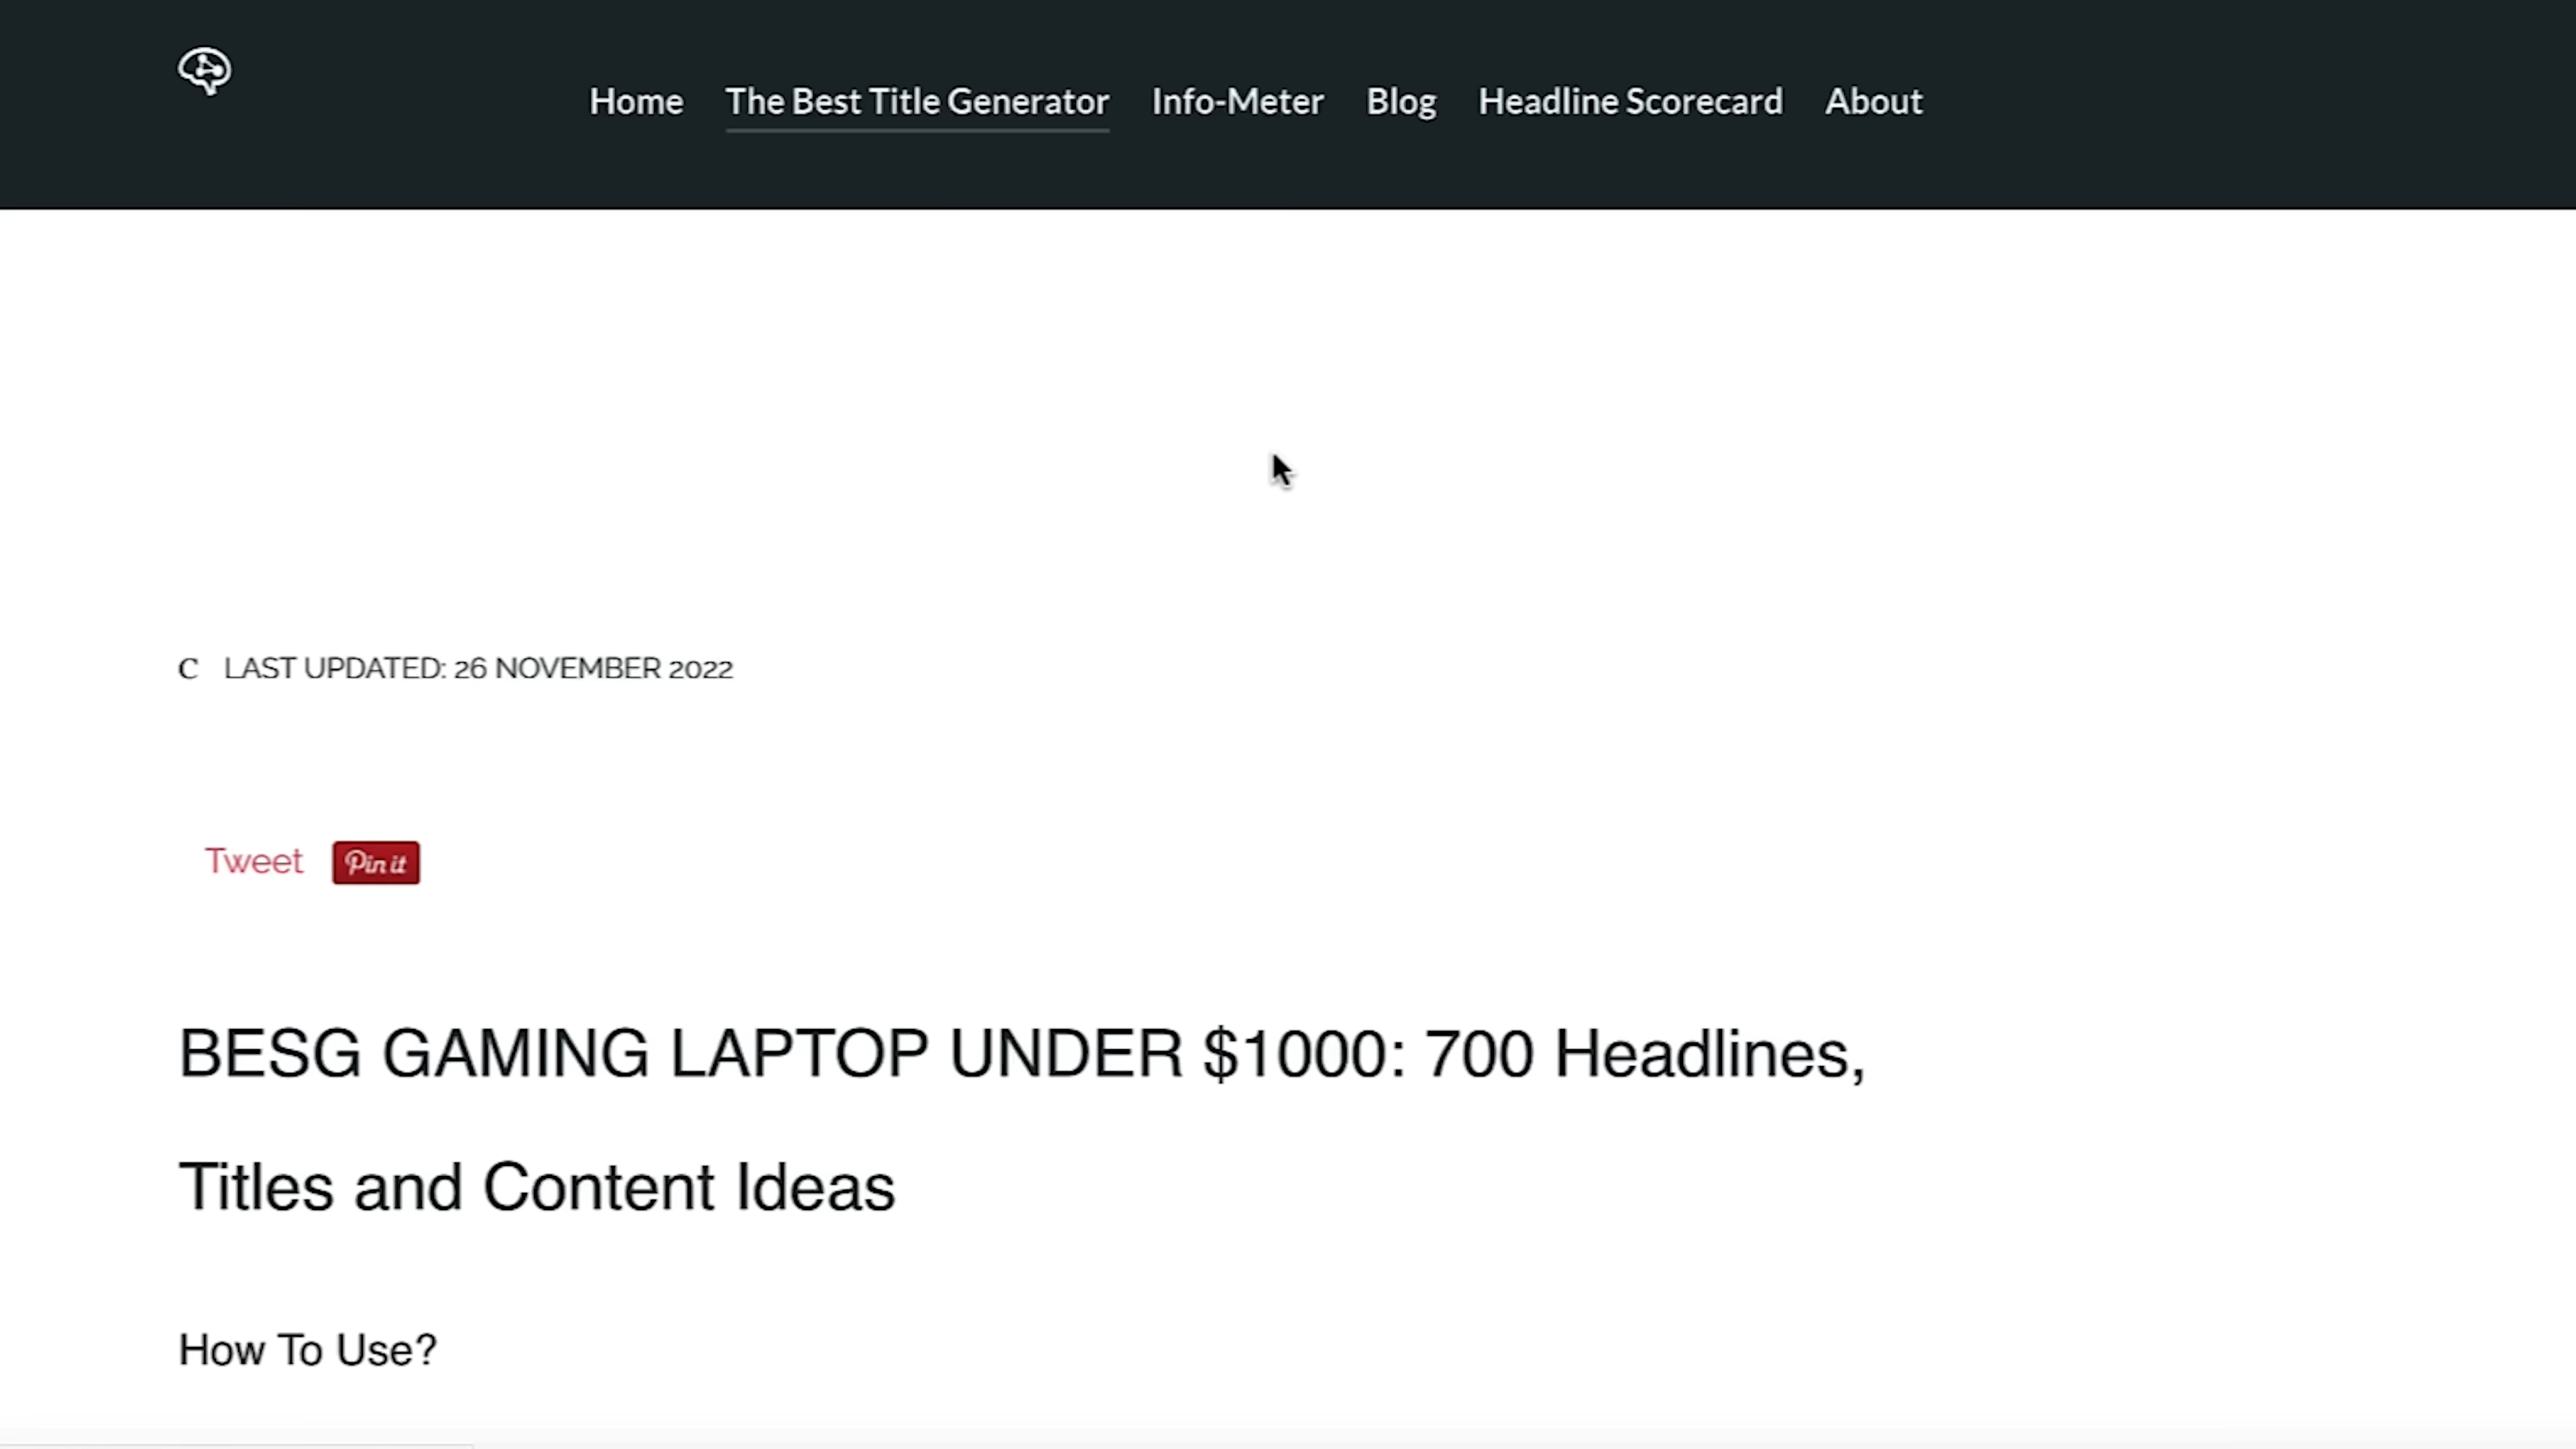 Home The Best Title Generator Info-Meter Blog Headline Scorecard About
C LAST UPDATED: 26 NOVEMBER 2022
Tweet Pin it
BESG GAMING LAPTOP UNDER $1000: 700 Headlines,
Titles and Content Ideas
How To Use?